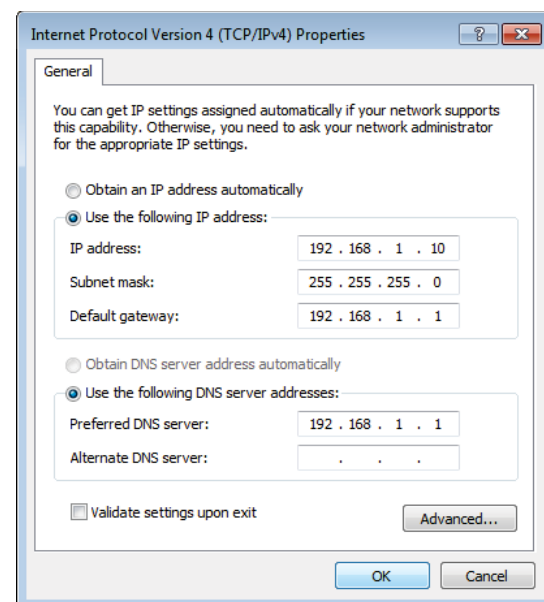 Internet Protocol Version 4 (TCP/IPv4) Properties
General
You can get IP settings assigned automatically if your network supports
this capability. Otherwise, you need to ask your network administrator
for the appropriate IP settings.
Obtain an IP address automatically
Use the following IP address:
IP address: 192 . 168 . 1 . 10
Subnet mask: 255 . 255 . 255 . 0
Default gateway: 192 . 168 . 1 . 1
Obtain DNS server address automatically
Use the following DNS server addresses:
Preferred DNS server: 192 . 168 . 1 . 1
Alternate DNS server: . . .
Validate settings upon exit
Advanced...
OK Cancel